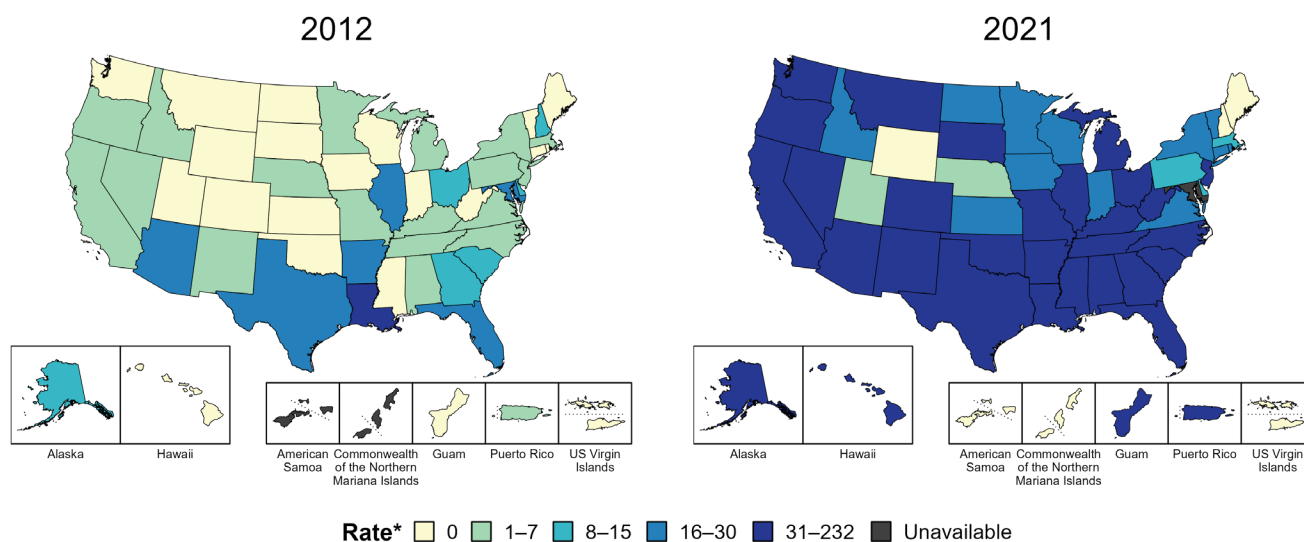 2012
2021
Alaska
Hawaii
American
Samoa
Commonwealth
of the Northern
Mariana Islands
Guam
Puerto Rico
US Virgin
Islands
Alaska
Hawaii
American
Samoa
Commonwealth
of the Northern
Mariana Islands
Guam
Puerto Rico
US Virgin
Islands
Rate* 0 1–7 8–15 16–30 31–232 Unavailable